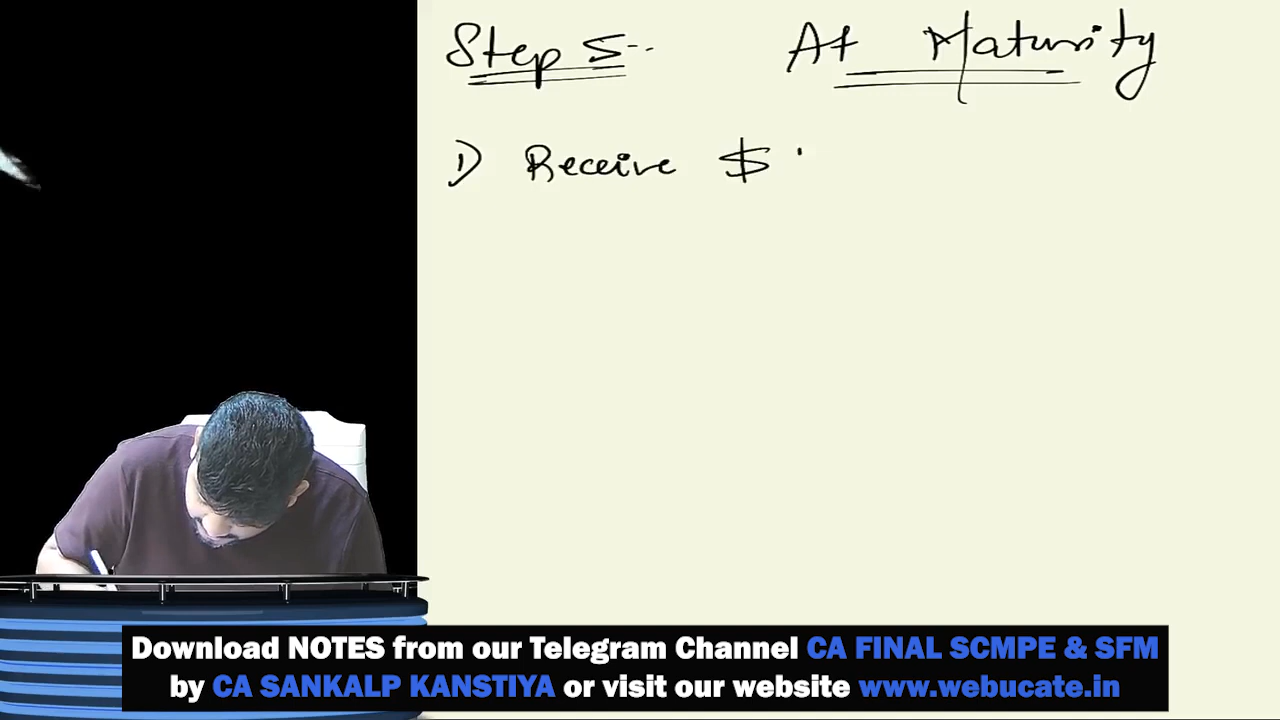 Step 5..
At Maturity
1) Receive $
Download NOTES from our Telegram Channel CA FINAL SCMPE & SFM
by CA SANKALP KANSTIYA or visit our website www.webucate.in